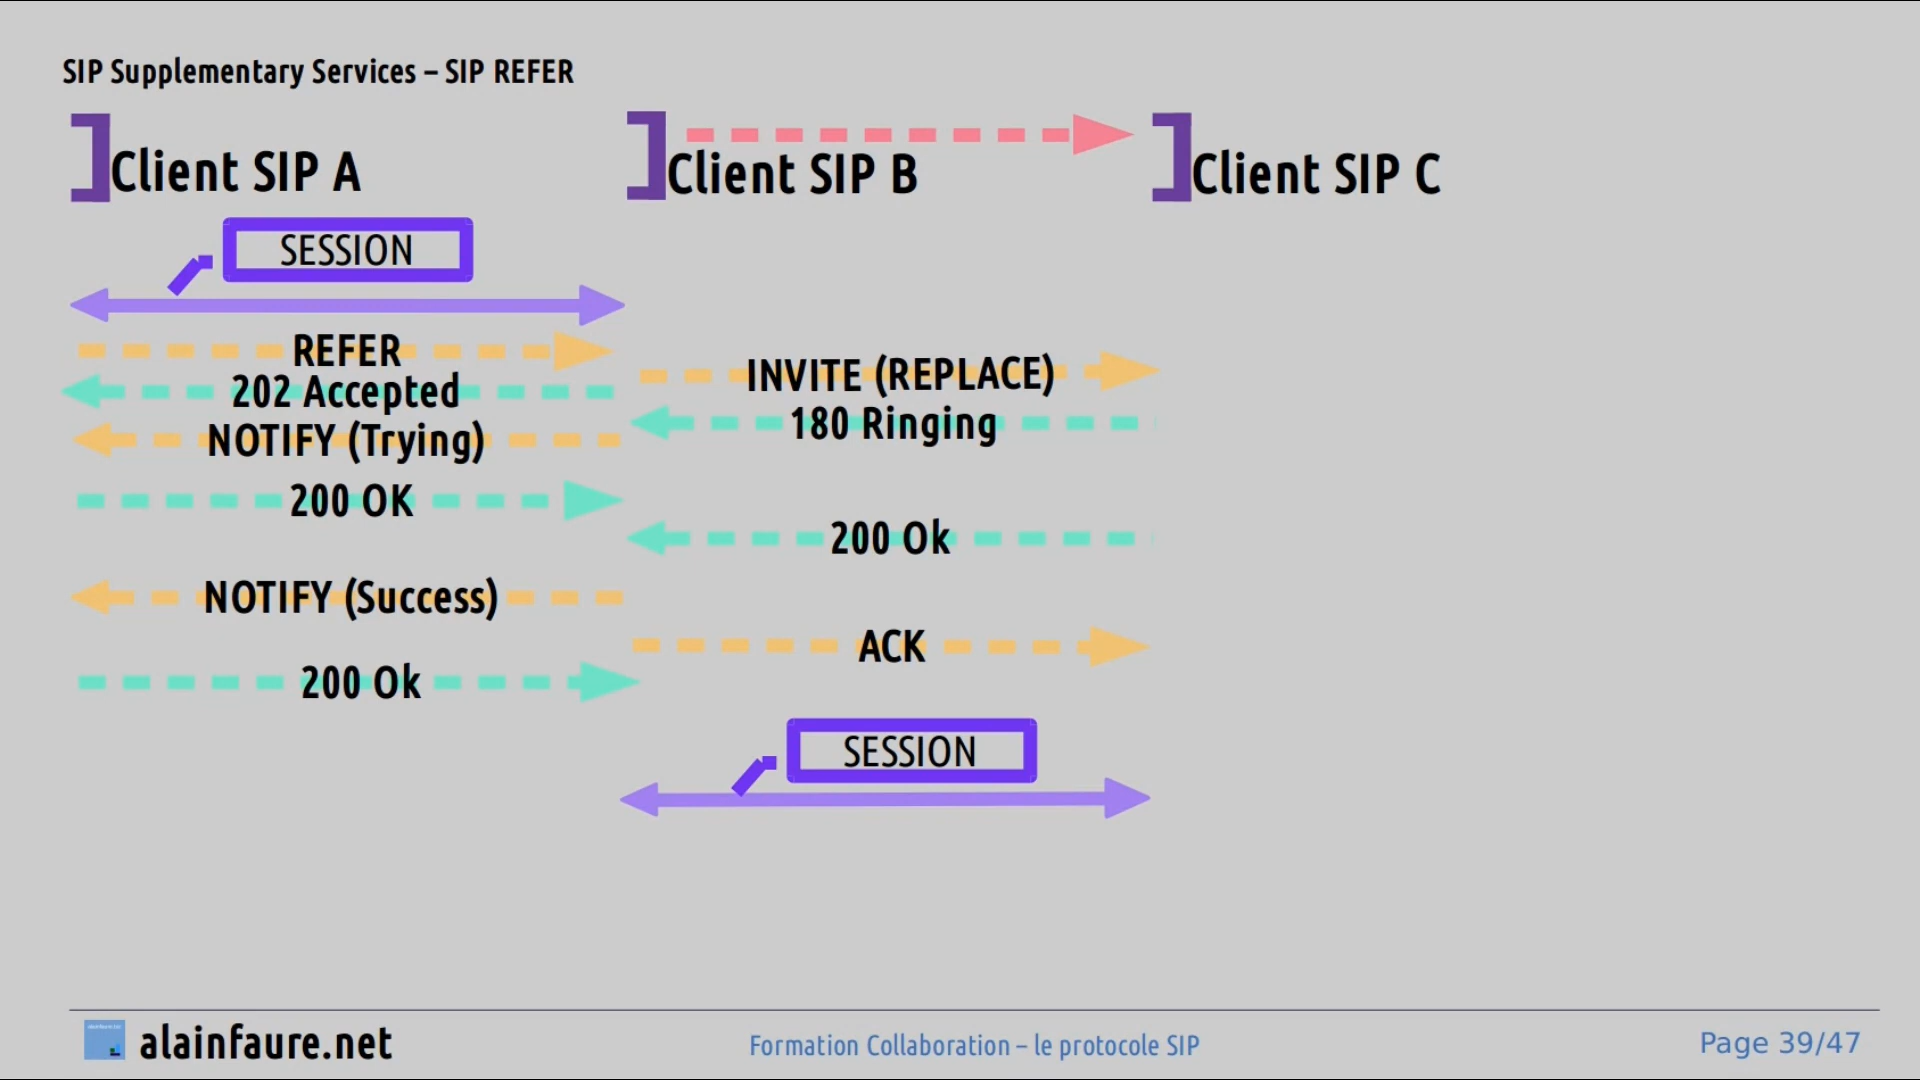 SIP Supplementary Services – SIP REFER
Client SIP A
Client SIP B
Client SIP C
SESSION
REFER
202 Accepted
INVITE (REPLACE)
NOTIFY (Trying)
180 Ringing
200 OK
200 Ok
NOTIFY (Success)
ACK
200 Ok
SESSION
alainfaure.net
Formation Collaboration – le protocole SIP
Page 39/47